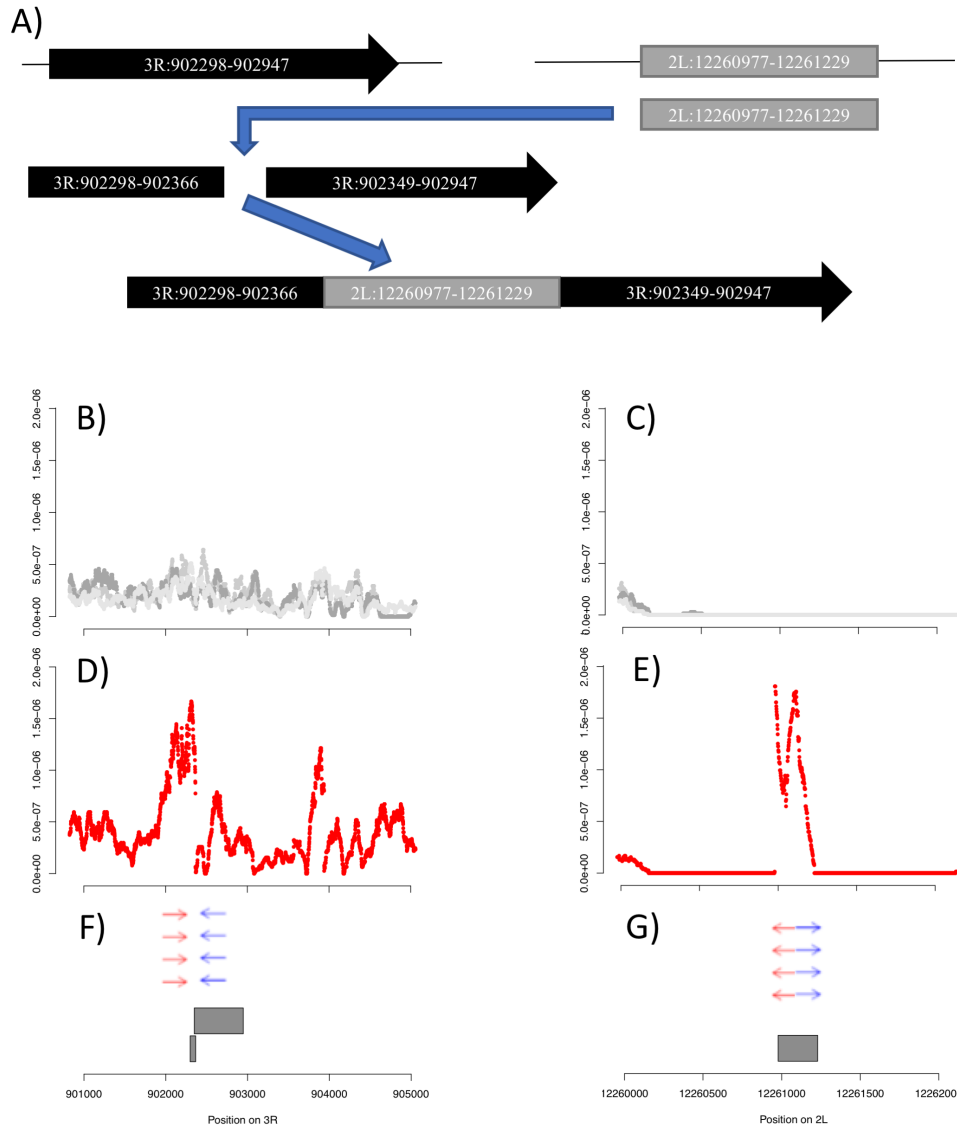 A)
3R:902298-902947
2L:12260977-12261229
2L:12260977-12261229
3R:902298-902366
3R:902349-902947
3R:902298-902366
2L:12260977-12261229
3R:902349-902947
B)
2.0e-06
1.5e-06
1.0e-06
5.0e-07
0.0e+00
C)
2.0e-06
1.5e-06
1.0e-06
5.0e-07
0.0e+00
D)
2.0e-06
1.5e-06
1.0e-06
5.0e-07
0.0e+00
E)
2.0e-06
1.5e-06
1.0e-06
5.0e-07
0.0e+00
F)
901000 902000 903000 904000 905000
Position on 3R
G)
12260000 12260500 12261000 12261500 1226200
Position on 2L